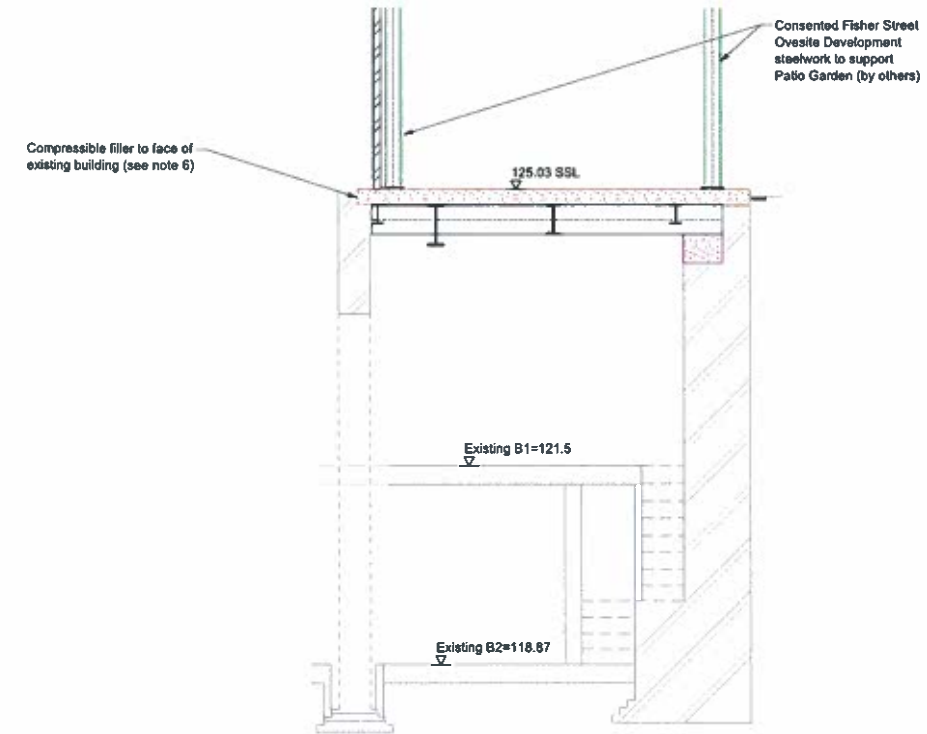 Consented Fisher Street
Ovesite Development
steelwork to support
Patio Garden (by others)
Compressible filler to face of
existing building (see note 6)
125.03 SSL
Existing B1=121.5
Existing B2=118.87